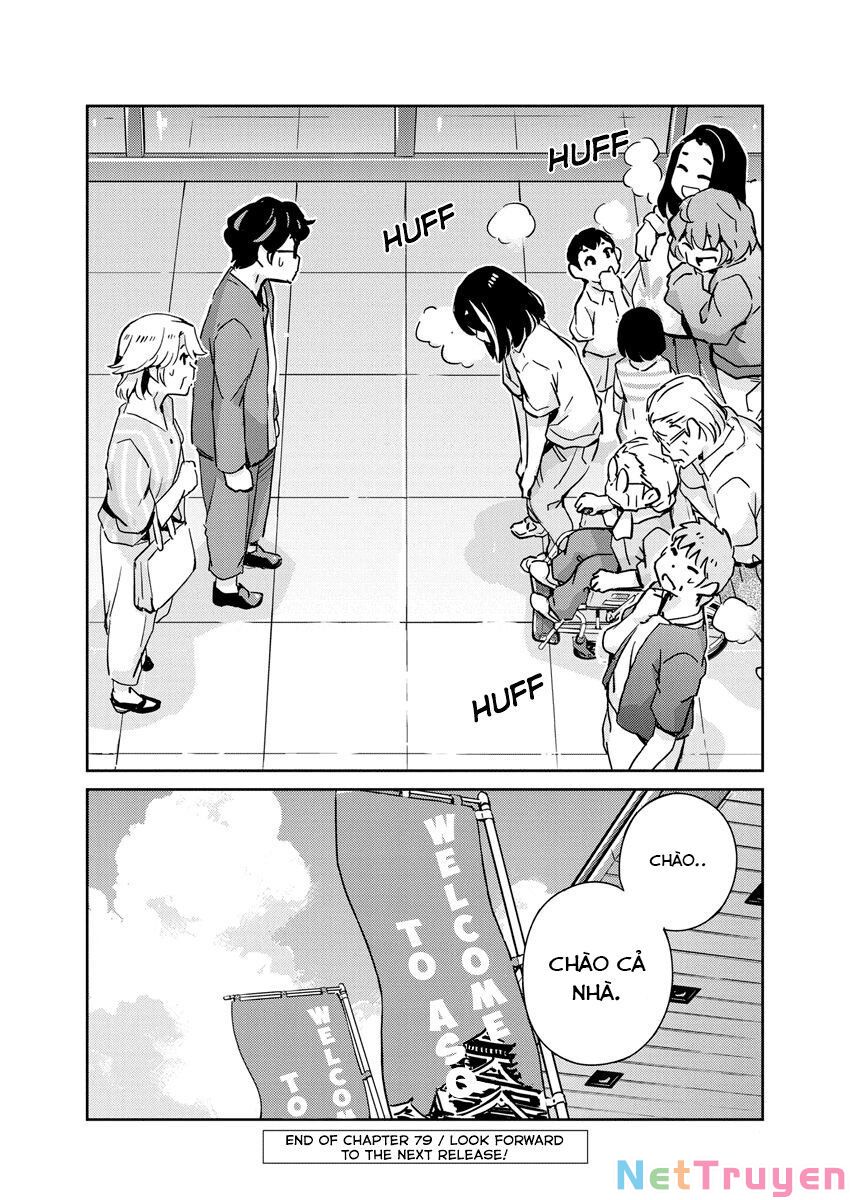 HUFF
HUFF
HUFF
CHÀO..
CHÀO CẢ
NHÀ.
WELCOME
TO ASO
WELCOM
TO
END OF CHAPTER 79 / LOOK FORWARD
TO THE NEXT RELEASE!
NetTruyen